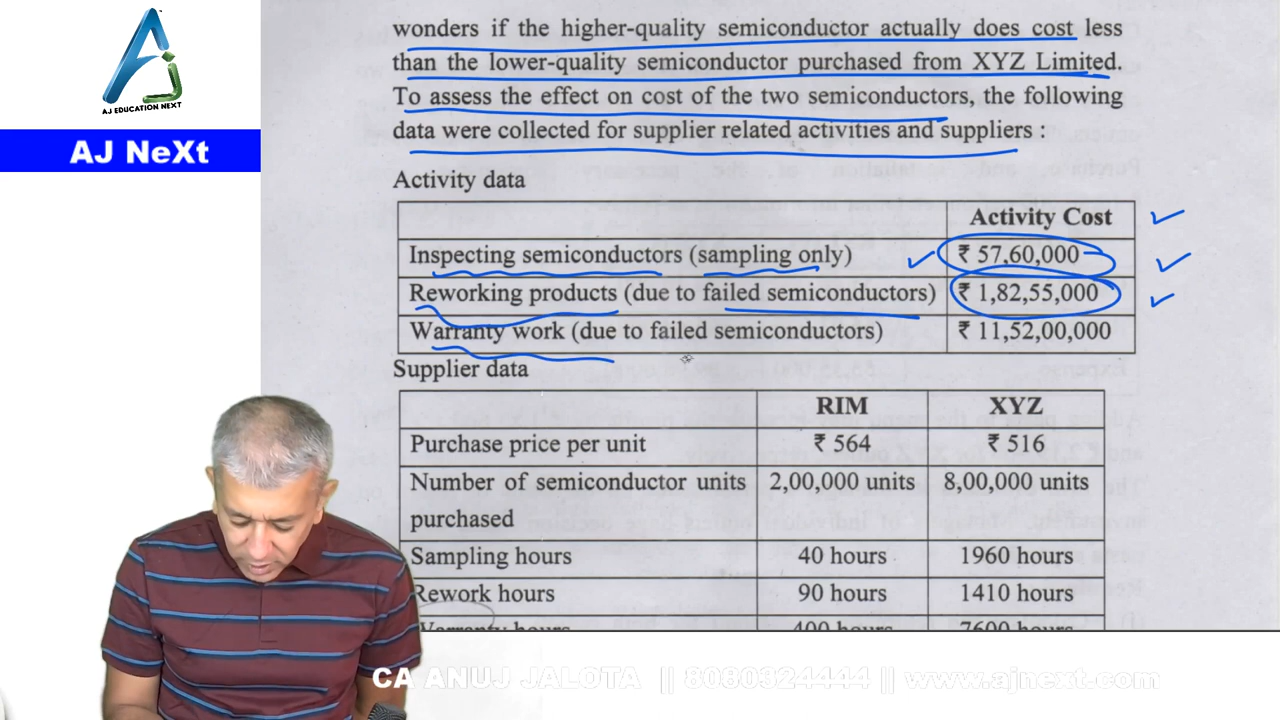 AJ EDUCATION NEXT
AJ NeXt
wonders if the higher-quality semiconductor actually does cost less
than the lower-quality semiconductor purchased from XYZ Limited.
To assess the effect on cost of the two semiconductors, the following
data were collected for supplier related activities and suppliers :
Activity data
Activity Cost
Inspecting semiconductors (sampling only) ₹ 57,60,000
Reworking products (due to failed semiconductors) ₹ 1,82,55,000
Warranty work (due to failed semiconductors) ₹ 11,52,00,000
Supplier data
RIM XYZ
Purchase price per unit ₹ 564 ₹ 516
Number of semiconductor units 2,00,000 units 8,00,000 units
purchased
Sampling hours 40 hours 1960 hours
Rework hours 90 hours 1410 hours
Warranty hours 400 hours 7600 hours
CA ANUJ JALOTA || 8080924444 || www.ajnext.com